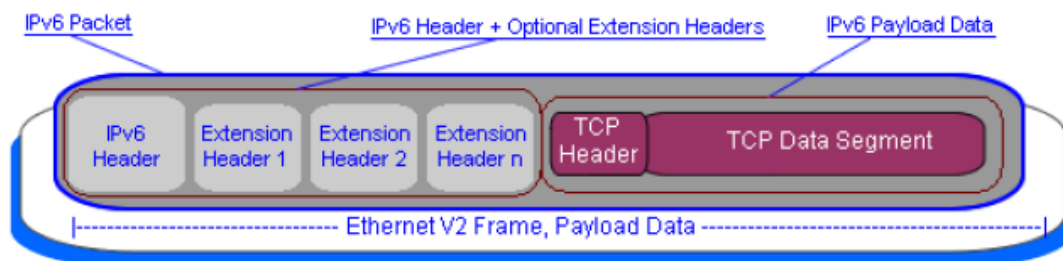 IPv6 Packet
IPv6 Header + Optional Extension Headers
IPv6 Payload Data
IPv6
Header
Extension
Header 1
Extension
Header 2
Extension
Header n
TCP
Header
TCP Data Segment
|---------------------------------- Ethernet V2 Frame, Payload Data --------------------------------------------|